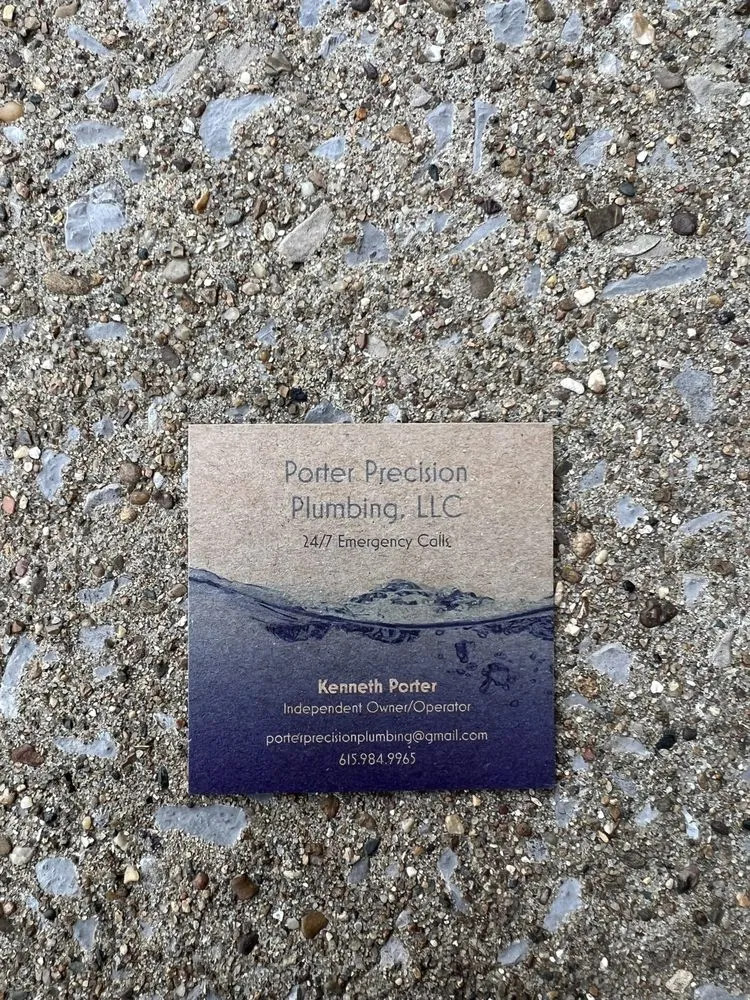 Porter Precision
Plumbing, LLC
24/7 Emergency Calls
Kenneth Porter
Independent Owner/Operator
porterprecisionplumbing@gmail.com
615.984.9965